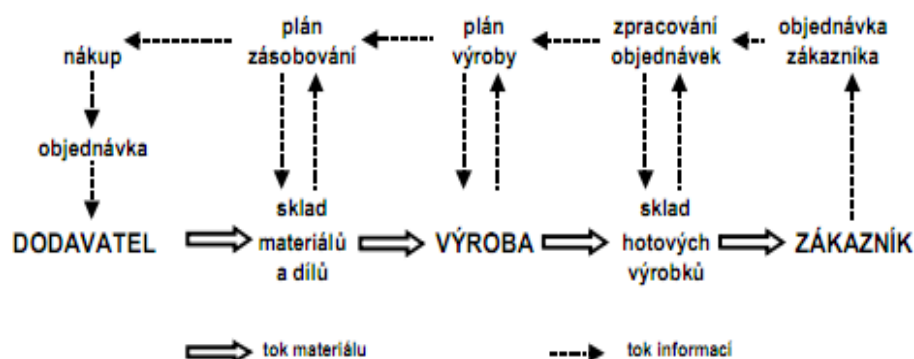 nákup
plán
zásobování
plán
výroby
zpracování
objednávek
objednávka
zákazníka
objednávka
DODAVATEL
sklad
materiálů
a dílů
VÝROBA
sklad
hotových
výrobků
ZÁKAZNÍK
tok materiálu
tok informací